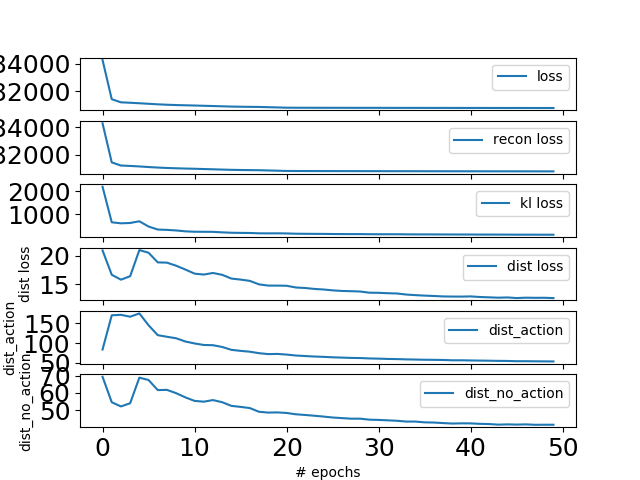 34000
loss
32000
34000
recon loss
32000
2000
kl loss
1000
dist loss
20
dist loss
15
dist_action
150
dist_action
100
50
dist_no_action
70
dist_no_action
60
50
0 10 20 30 40 50
# epochs